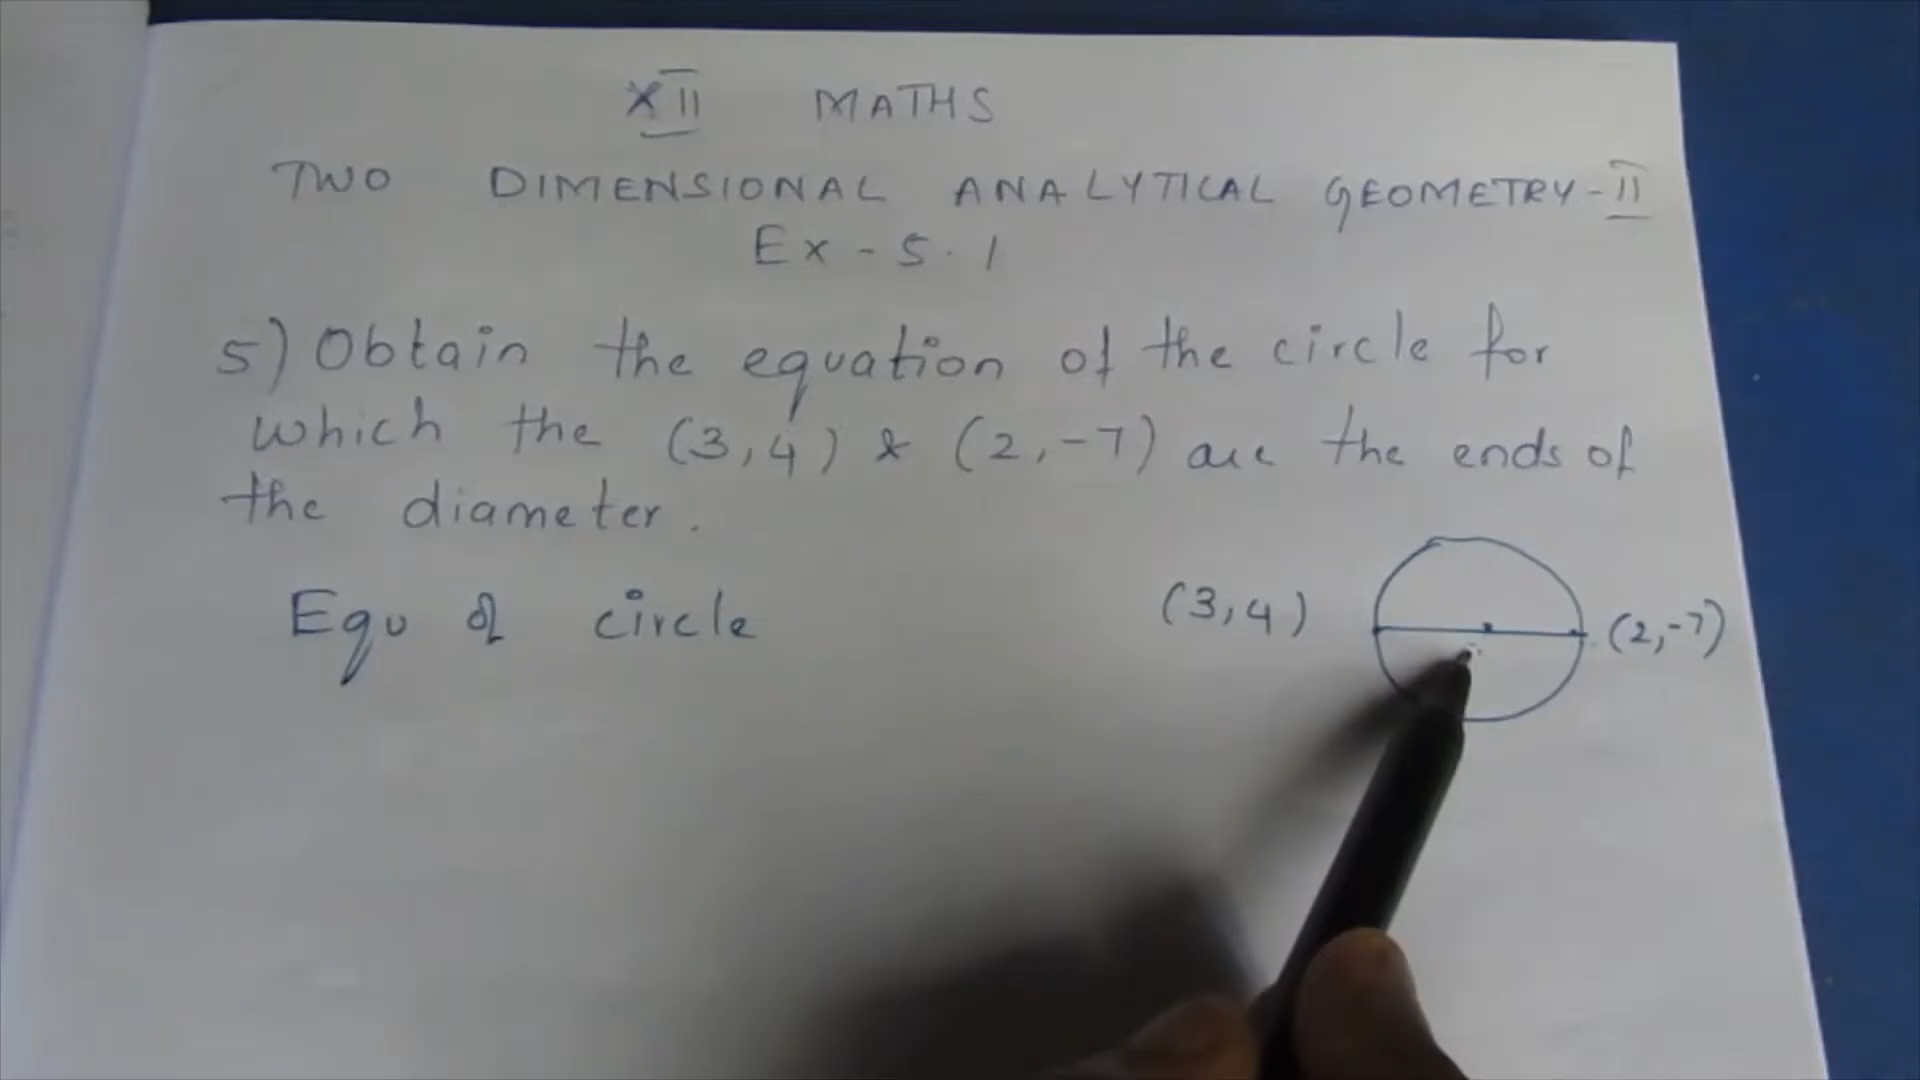 XII MATHS
TWO DIMENSIONAL ANALYTICAL GEOMETRY-II
Ex - 5.1
5) Obtain the equation of the circle for
which the (3,4) & (2,-7) are the ends of
the diameter.
Equ of circle
(3,4)
(2,-7)